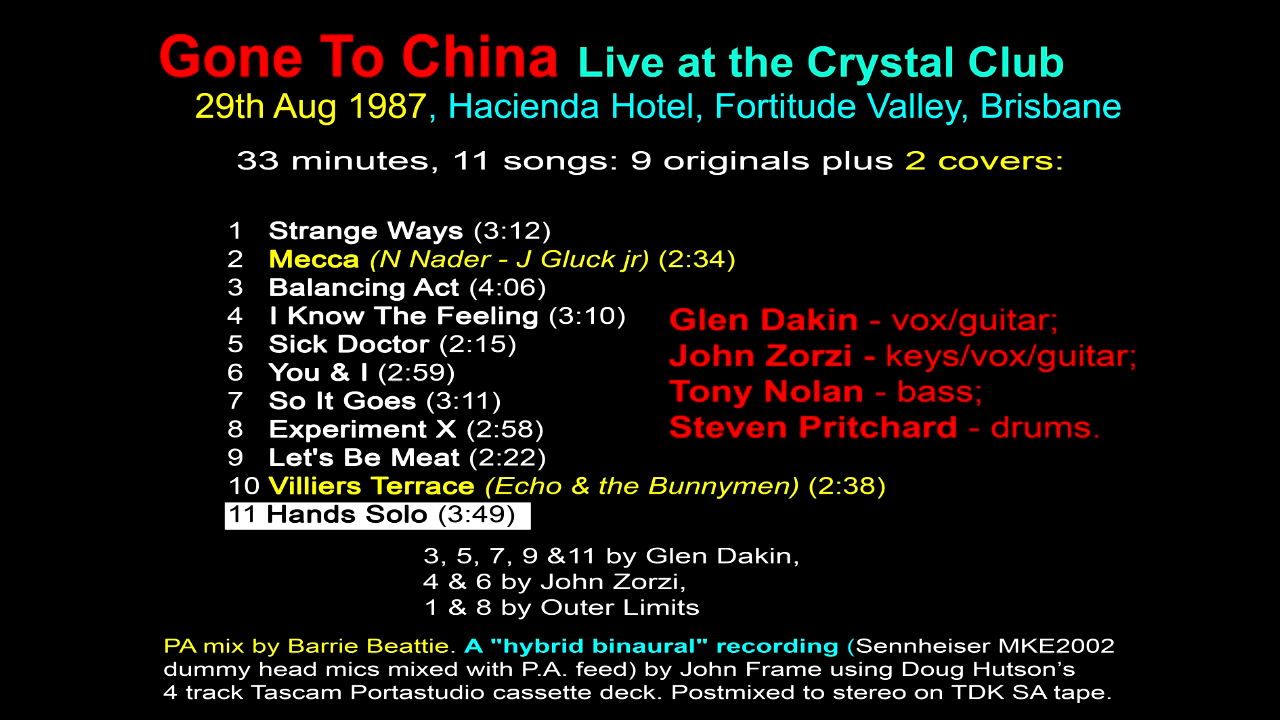 Gone To China Live at the Crystal Club
29th Aug 1987, Hacienda Hotel, Fortitude Valley, Brisbane
33 minutes, 11 songs: 9 originals plus 2 covers:
1 Strange Ways (3:12)
2 Mecca (N Nader - J Gluck jr) (2:34)
3 Balancing Act (4:06)
4 I Know The Feeling (3:10)
5 Sick Doctor (2:15)
6 You & I (2:59)
7 So It Goes (3:11)
8 Experiment X (2:58)
9 Let's Be Meat (2:22)
10 Villiers Terrace (Echo & the Bunnymen) (2:38)
11 Hands Solo (3:49)
Glen Dakin - vox/guitar;
John Zorzi - keys/vox/guitar;
Tony Nolan - bass;
Steven Pritchard - drums.
3, 5, 7, 9 &11 by Glen Dakin,
4 & 6 by John Zorzi,
1 & 8 by Outer Limits
PA mix by Barrie Beattie. A "hybrid binaural" recording (Sennheiser MKE2002
dummy head mics mixed with P.A. feed) by John Frame using Doug Hutson’s
4 track Tascam Portastudio cassette deck. Postmixed to stereo on TDK SA tape.